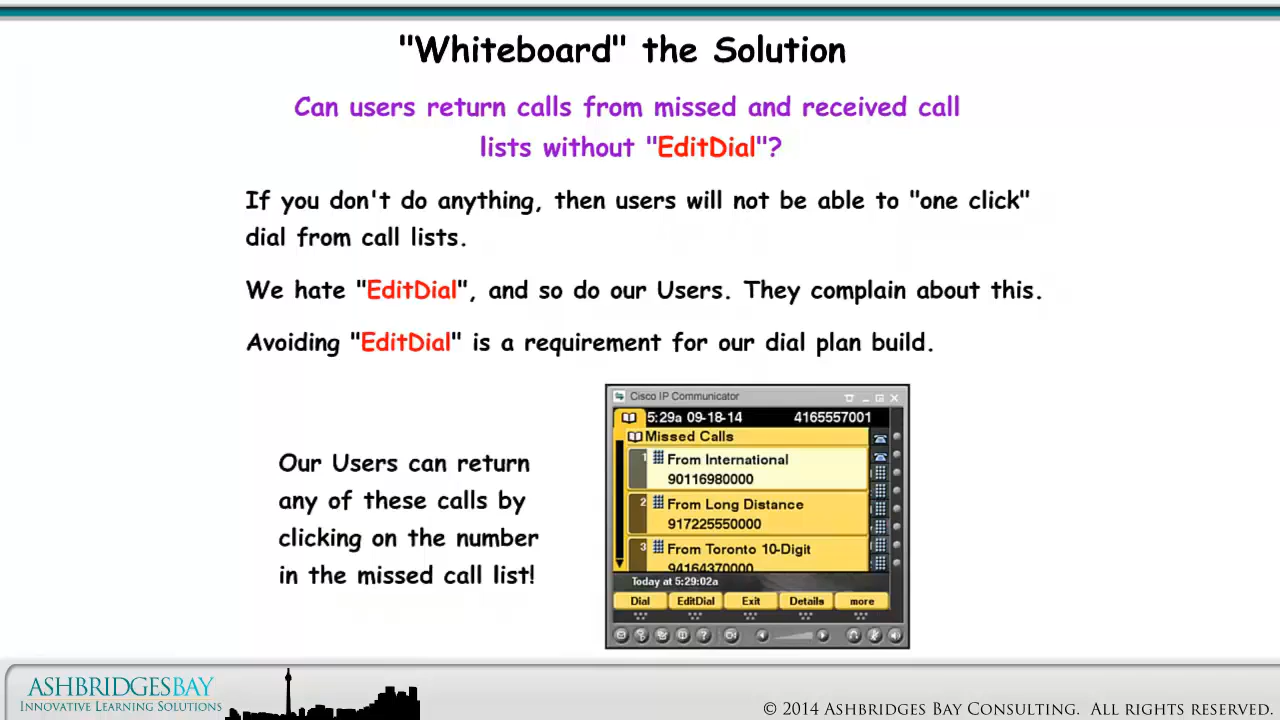 "Whiteboard" the Solution
Can users return calls from missed and received call
lists without "EditDial"?
If you don't do anything, then users will not be able to "one click"
dial from call lists.
We hate "EditDial", and so do our Users. They complain about this.
Avoiding "EditDial" is a requirement for our dial plan build.
Our Users can return
any of these calls by
clicking on the number
in the missed call list!
Cisco IP Communicator
5:29a 09-18-14 4165557001
Missed Calls
1 From International
90116980000
2 From Long Distance
917225550000
3 From Toronto 10-Digit
94164370000
Today at 5:29:02a
Dial EditDial Exit Details more
ASHBRIDGESBAY
INNOVATIVE LEARNING SOLUTIONS
© 2014 ASHBRIDGES BAY CONSULTING. ALL RIGHTS RESERVED.